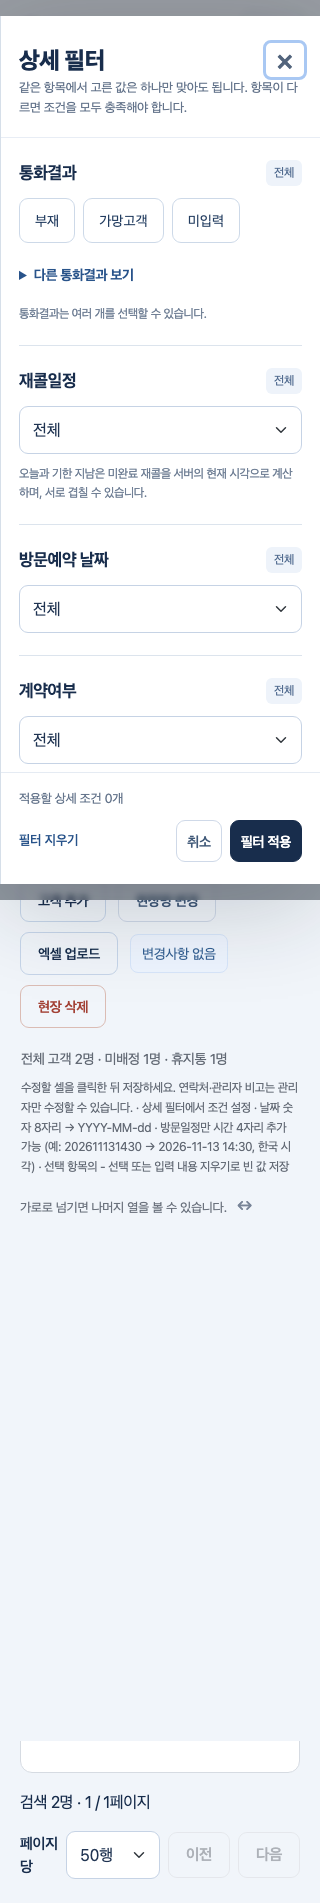 상세 필터
같은 항목에서 고른 값은 하나만 맞아도 됩니다. 항목이 다
르면 조건을 모두 충족해야 합니다.
통화결과 전체
부재 가망고객 미입력
▶ 다른 통화결과 보기
통화결과는 여러 개를 선택할 수 있습니다.
재콜일정 전체
전체
오늘과 기한 지남은 미완료 재콜을 서버의 현재 시각으로 계산
하며, 서로 겹칠 수 있습니다.
방문예약 날짜 전체
전체
계약여부 전체
전체
적용할 상세 조건 0개
필터 지우기 취소 필터 적용
고객 추가 현장명 변경
엑셀 업로드 변경사항 없음
현장 삭제
전체 고객 2명 · 미배정 1명 · 휴지통 1명
수정할 셀을 클릭한 뒤 저장하세요. 연락처·관리자 비고는 관리
자만 수정할 수 있습니다. · 상세 필터에서 조건 설정 · 날짜 숫
자 8자리 → YYYY-MM-dd · 방문일정만 시간 4자리 추가
가능 (예: 202611131430 → 2026-11-13 14:30, 한국 시
각) · 선택 항목의 - 선택 또는 입력 내용 지우기로 빈 값 저장
가로로 넘기면 나머지 열을 볼 수 있습니다. ↔
검색 2명 · 1 / 1페이지
페이지
당 50행 이전 다음